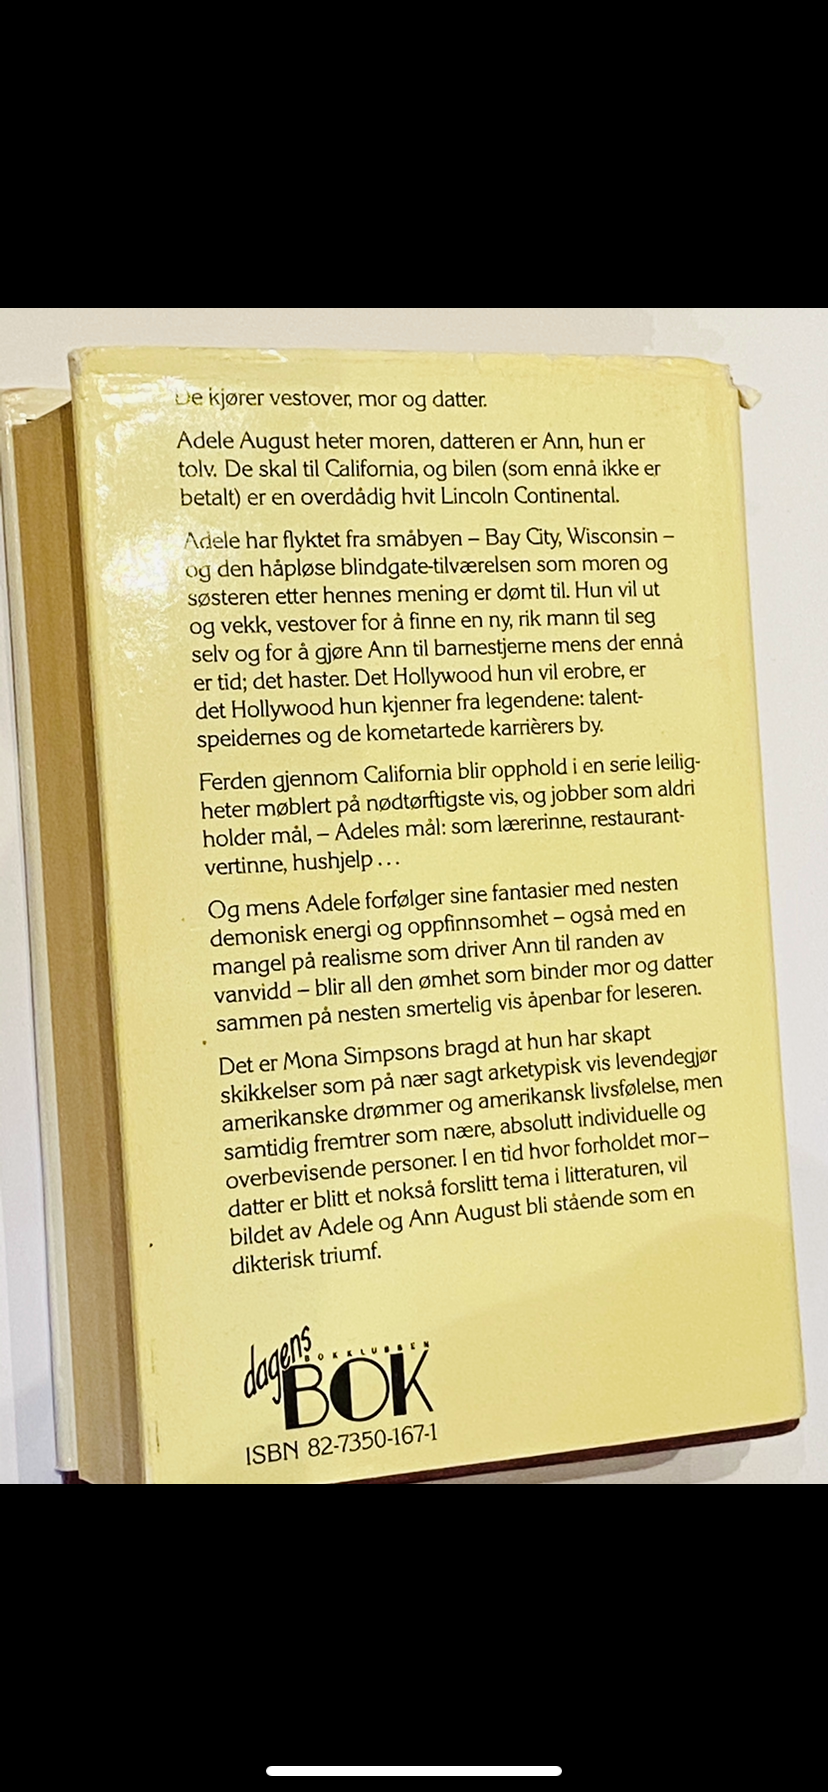 De kjører vestover, mor og datter.
Adele August heter moren, datteren er Ann, hun er
tolv. De skal til California, og bilen (som ennå ikke er
betalt) er en overdådig hvit Lincoln Continental.
Adele har flyktet fra småbyen – Bay City, Wisconsin –
og den håpløse blindgate-tilværelsen som moren og
søsteren etter hennes mening er dømt til. Hun vil ut
og vekk, vestover for å finne en ny, rik mann til seg
selv og for å gjøre Ann til barnestjerne mens der ennå
er tid; det haster. Det Hollywood hun vil erobre, er
det Hollywood hun kjenner fra legendene: talent-
speidernes og de kometartede karrièrers by.
Ferden gjennom California blir opphold i en serie leilig-
heter møblert på nødtørftigste vis, og jobber som aldri
holder mål, – Adeles mål: som lærerinne, restaurant-
vertinne, hushjelp ...
Og mens Adele forfølger sine fantasier med nesten
demonisk energi og oppfinnsomhet – også med en
mangel på realisme som driver Ann til randen av
vanvidd – blir all den ømhet som binder mor og datter
sammen på nesten smertelig vis åpenbar for leseren.
Det er Mona Simpsons bragd at hun har skapt
skikkelser som på nær sagt arketypisk vis levendegjør
amerikanske drømmer og amerikansk livsfølelse, men
samtidig fremtrer som nære, absolutt individuelle og
overbevisende personer. I en tid hvor forholdet mor–
datter er blitt et nokså forslitt tema i litteraturen, vil
bildet av Adele og Ann August bli stående som en
dikterisk triumf.
dagens
BOKKLUBBEN
BOK
ISBN 82-7350-167-1